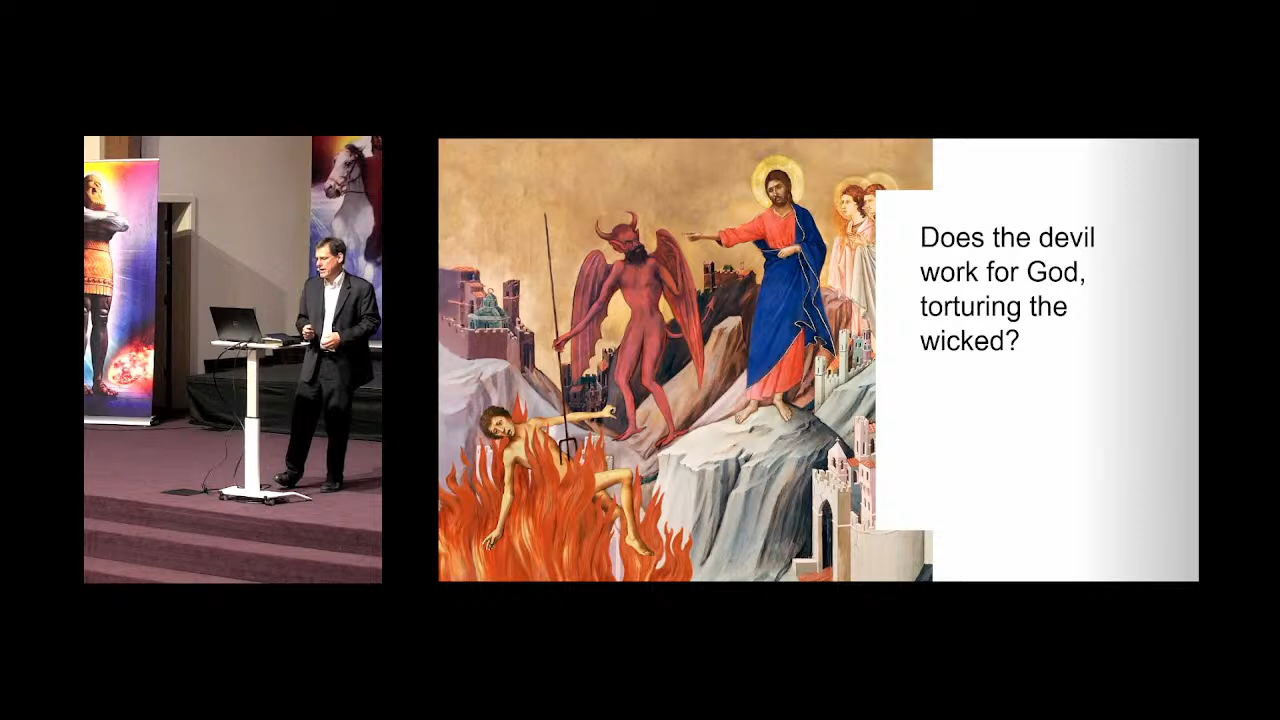 Does the devil
work for God,
torturing the
wicked?